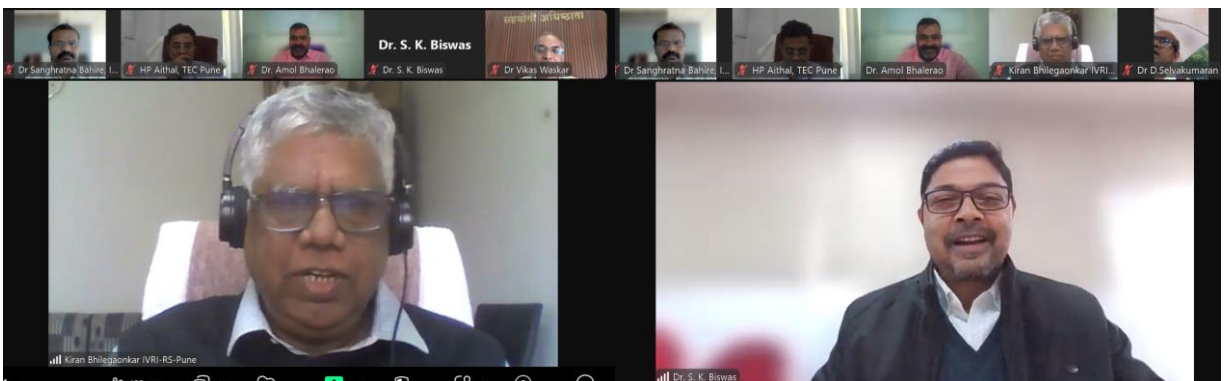 सहयोगी अधिष्ठाता
Dr. S. K. Biswas
Dr Sanghratna Bahire, I...
HP Aithal, TEC Pune
Dr. Amol Bhalerao
Dr. S. K. Biswas
Dr Vikas Waskar
Kiran Bhilegaonkar IVRI-RS-Pune
Dr Sanghratna Bahire, I...
HP Aithal, TEC Pune
Dr. Amol Bhalerao
Kiran Bhilegaonkar IVRI...
Dr D.Selvakumaran
Dr. S. K. Biswas